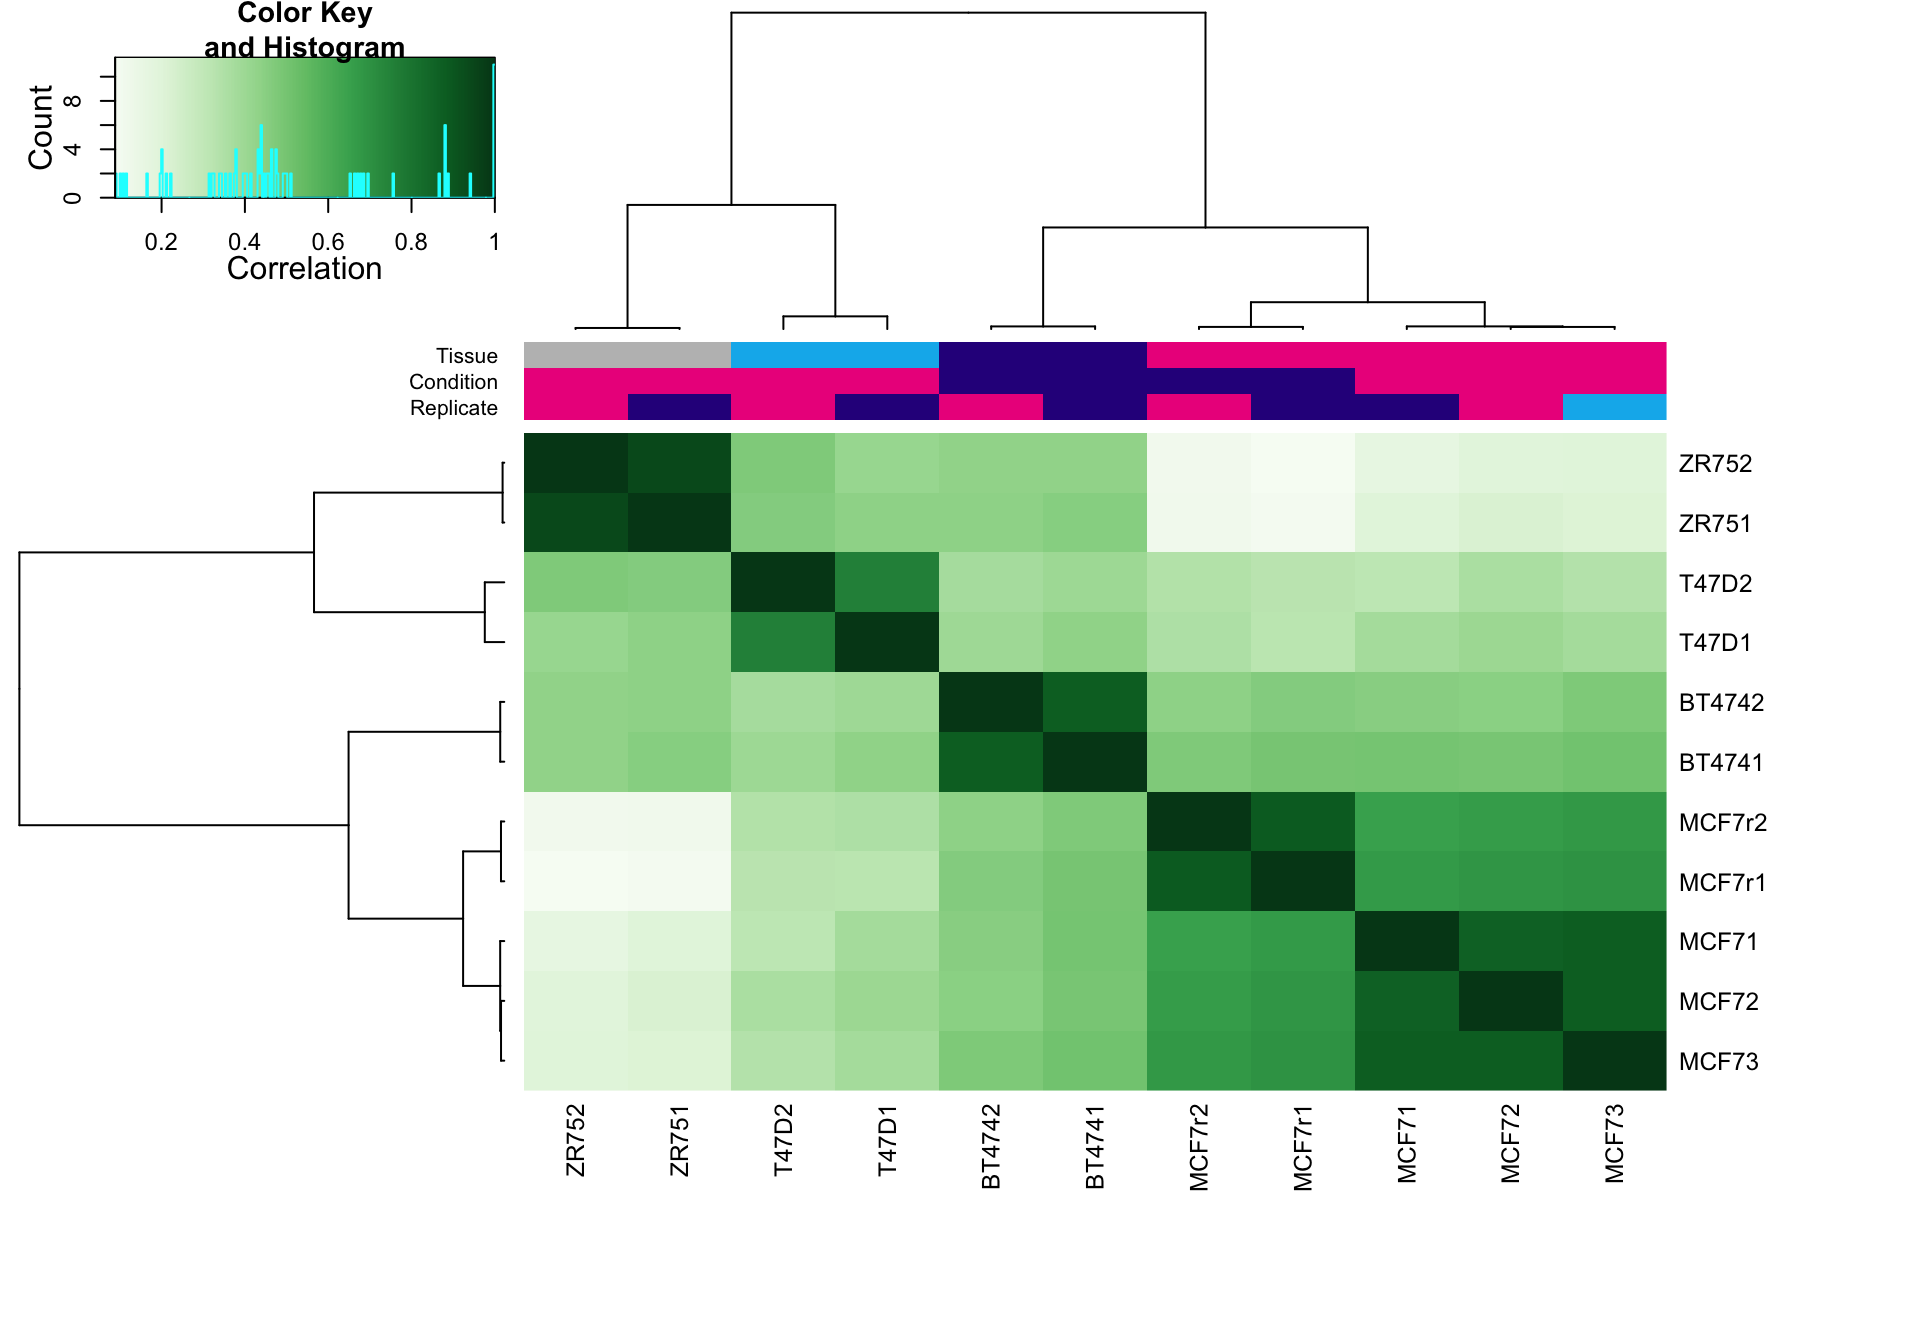 Color Key
and Histogram
Count
0 4 8
0.2 0.4 0.6 0.8 1
Correlation
Tissue
Condition
Replicate
ZR752
ZR751
T47D2
T47D1
BT4742
BT4741
MCF7r2
MCF7r1
MCF71
MCF72
MCF73
ZR752 ZR751 T47D2 T47D1 BT4742 BT4741 MCF7r2 MCF7r1 MCF71 MCF72 MCF73